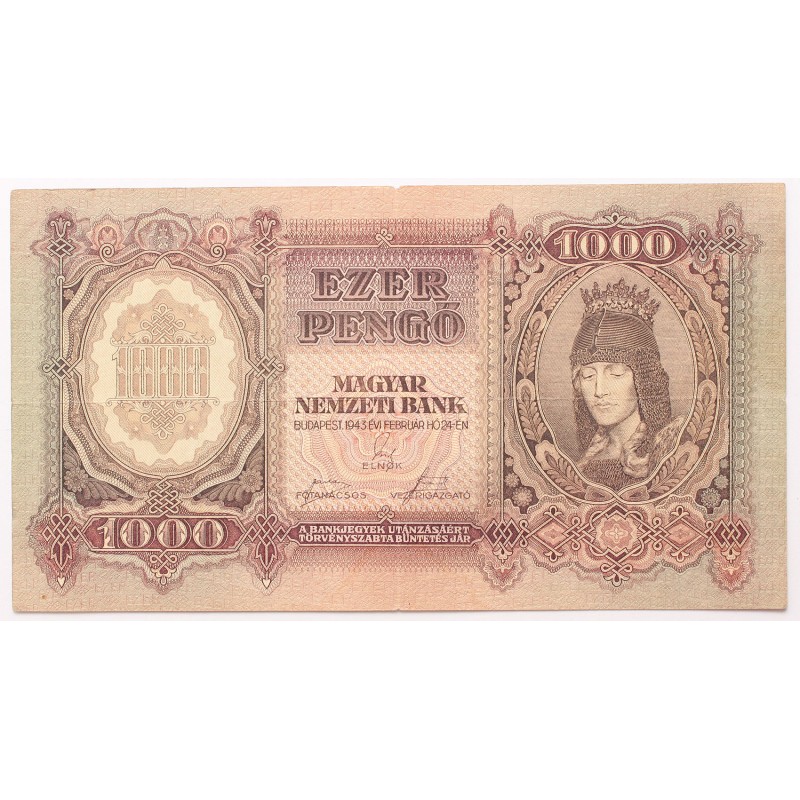 1000
EZER
PENGŐ
1000
MAGYAR
NEMZETI BANK
BUDAPEST, 1943 ÉVI FEBRUÁR HÓ 24-ÉN
ELNÖK
FŐTANÁCSOS VEZÉRIGAZGATÓ
1000
A BANKJEGYEK UTÁNZÁSÁÉRT
TÖRVÉNYSZABTA BÜNTETÉS JÁR